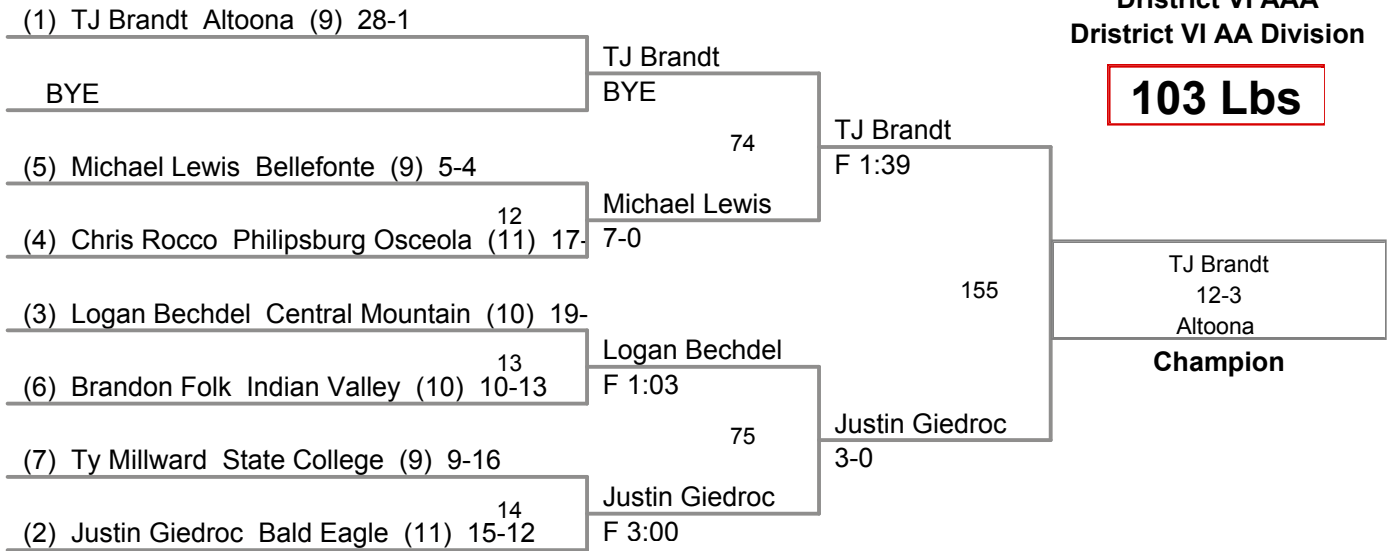 Dristrict VI AAA
Dristrict VI AA Division
103 Lbs
(1) TJ Brandt Altoona (9) 28-1
BYE
(5) Michael Lewis Bellefonte (9) 5-4
12
(4) Chris Rocco Philipsburg Osceola (11) 17-
(3) Logan Bechdel Central Mountain (10) 19-
13
(6) Brandon Folk Indian Valley (10) 10-13
(7) Ty Millward State College (9) 9-16
14
(2) Justin Giedroc Bald Eagle (11) 15-12
TJ Brandt
BYE
74
Michael Lewis
7-0
Logan Bechdel
F 1:03
75
Justin Giedroc
F 3:00
TJ Brandt
F 1:39
155
Justin Giedroc
3-0
TJ Brandt
12-3
Altoona
Champion